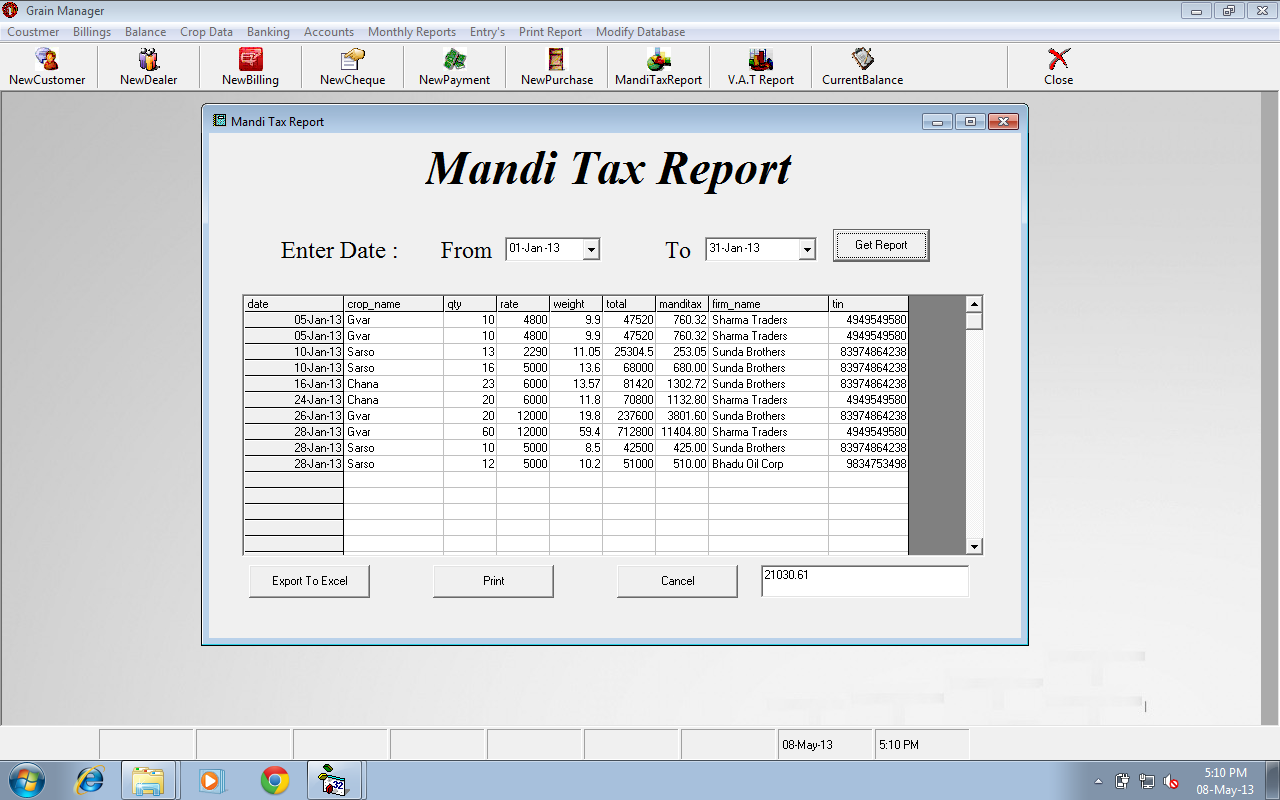 Grain Manager
Coustmer Billings Balance Crop Data Banking Accounts Monthly Reports Entry's Print Report Modify Database
NewCustomer NewDealer NewBilling NewCheque NewPayment NewPurchase MandiTaxReport V.A.T Report CurrentBalance Close
Mandi Tax Report
Mandi Tax Report
Enter Date : From 01-Jan-13 To 31-Jan-13 Get Report
date crop_name qty rate weight total manditax firm_name tin
05-Jan-13 Gvar 10 4800 9.9 47520 760.32 Sharma Traders 4949549580
05-Jan-13 Gvar 10 4800 9.9 47520 760.32 Sharma Traders 4949549580
10-Jan-13 Sarso 13 2290 11.05 25304.5 253.05 Sunda Brothers 83974864238
10-Jan-13 Sarso 16 5000 13.6 68000 680.00 Sunda Brothers 83974864238
16-Jan-13 Chana 23 6000 13.57 81420 1302.72 Sunda Brothers 83974864238
24-Jan-13 Chana 20 6000 11.8 70800 1132.80 Sharma Traders 4949549580
26-Jan-13 Gvar 20 12000 19.8 237600 3801.60 Sunda Brothers 83974864238
28-Jan-13 Gvar 60 12000 59.4 712800 11404.80 Sharma Traders 4949549580
28-Jan-13 Sarso 10 5000 8.5 42500 425.00 Sunda Brothers 83974864238
28-Jan-13 Sarso 12 5000 10.2 51000 510.00 Bhadu Oil Corp 9834753498
Export To Excel Print Cancel 21030.61
08-May-13 5:10 PM
32
5:10 PM
08-May-13